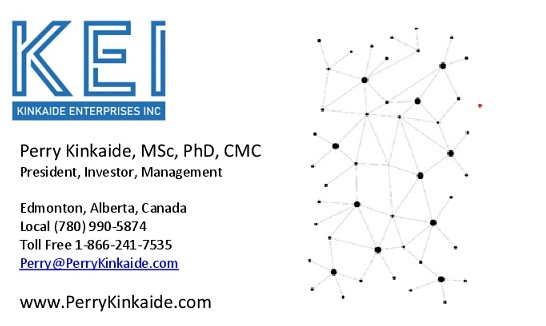 KEI
KINKAIDE ENTERPRISES INC
Perry Kinkaide, MSc, PhD, CMC
President, Investor, Management
Edmonton, Alberta, Canada
Local (780) 990-5874
Toll Free 1-866-241-7535
Perry@PerryKinkaide.com
www.PerryKinkaide.com